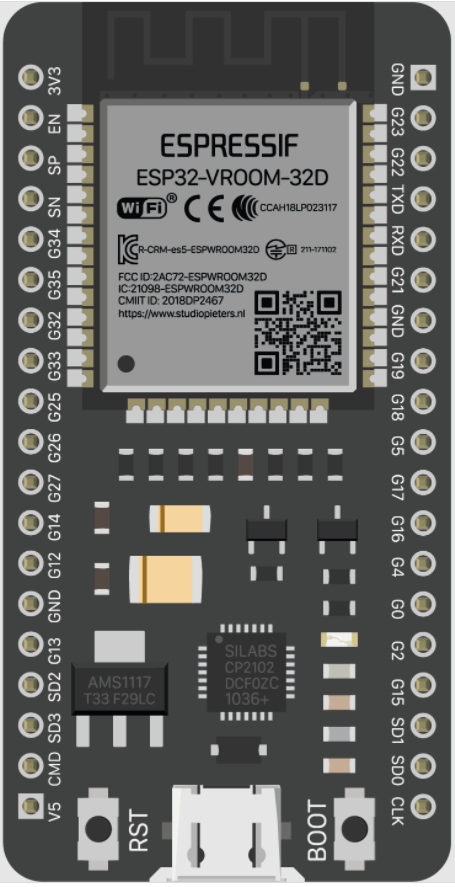 3V3
EN
SP
SN
G34
G35
G32
G33
G25
G26
G27
G14
G12
GND
G13
SD2
SD3
CMD
V5
ESPRESSIF
ESP32-VROOM-32D
WiFi® CE CCAH18LP023117
R-CRM-es5-ESPWROOM32D R 211-171102
FCC ID:2AC72-ESPWROOM32D
IC:21098-ESPWROOM32D
CMIIT ID: 2018DP2467
https://www.studiopieters.nl
AMS1117
T33 F29LC
SILABS
CP2102
DCF0ZC
1036+
RST
BOOT
GND
G23
G22
TXD
RXD
G21
GND
G19
G18
G5
G17
G16
G4
G0
G2
G15
SD1
SD0
CLK